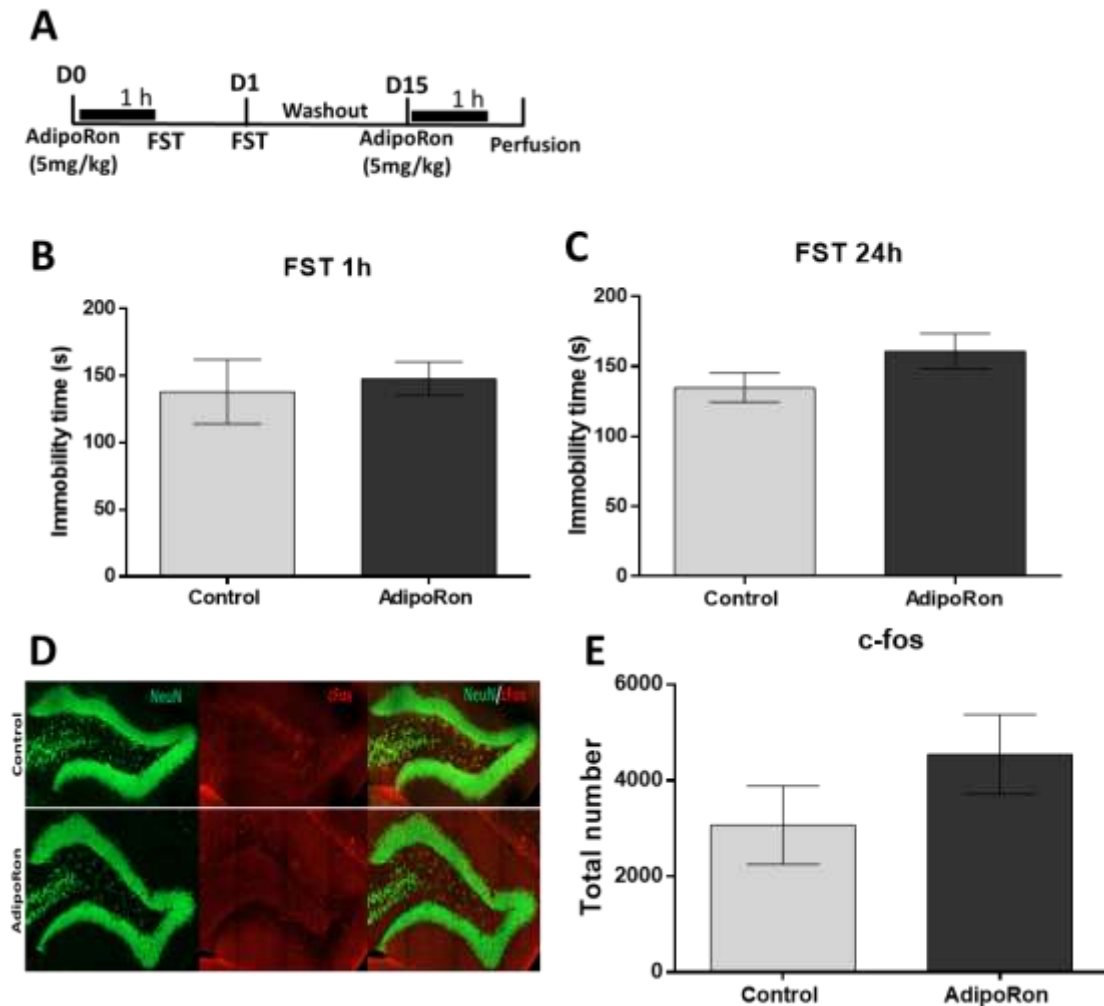 A
D0
1 h
D1
Washout
D15
1 h
AdipoRon
(5mg/kg)
FST
FST
AdipoRon
(5mg/kg)
Perfusion
B
FST 1h
Immobility time (s)
200
150
100
50
0
Control
AdipoRon
C
FST 24h
Immobility time (s)
200
150
100
50
0
Control
AdipoRon
D
NeuN
cFos
NeuN/cFos
Control
AdipoRon
E
c-fos
Total number
6000
4000
2000
0
Control
AdipoRon